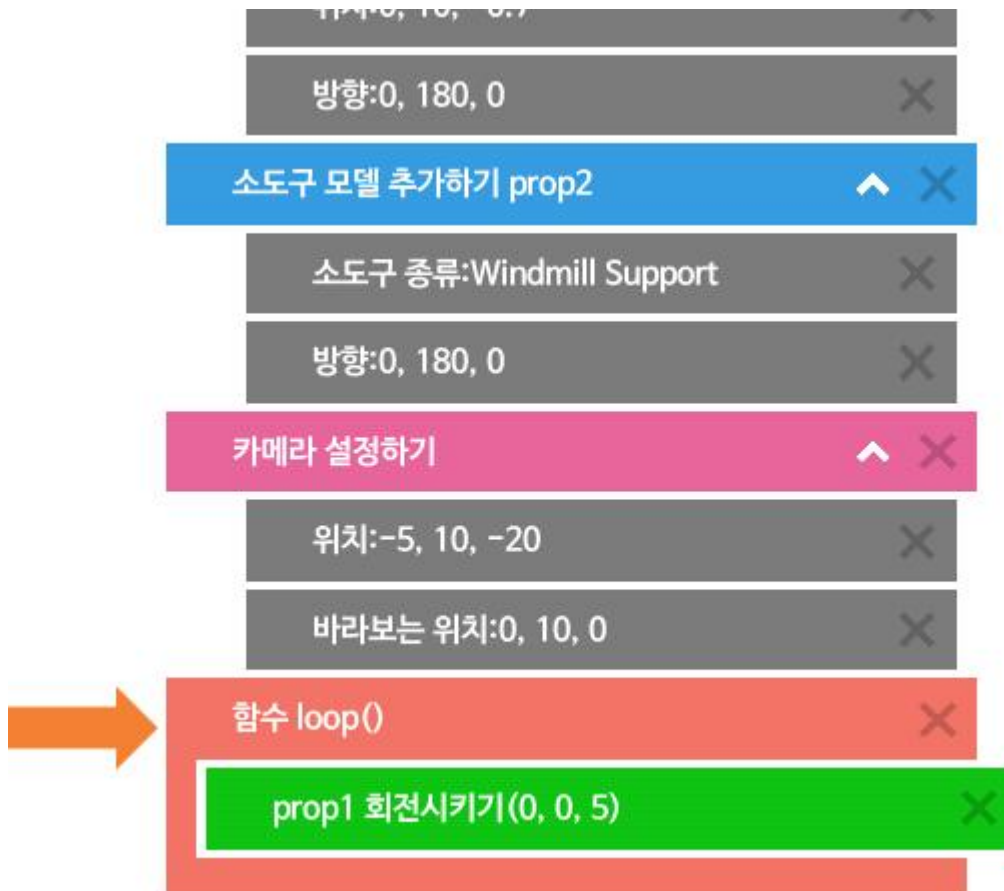 방향:0, 180, 0
소도구 모델 추가하기 prop2
소도구 종류:Windmill Support
방향:0, 180, 0
카메라 설정하기
위치:-5, 10, -20
바라보는 위치:0, 10, 0
함수 loop()
prop1 회전시키기(0, 0, 5)